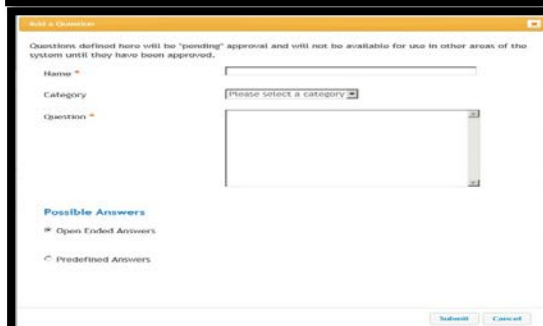 Add a Question
Questions defined here will be "pending" approval and will not be available for use in other areas of the
system until they have been approved.
Name *
Category
Please select a category
Question *
Possible Answers
Open Ended Answers
Predefined Answers
Submit Cancel